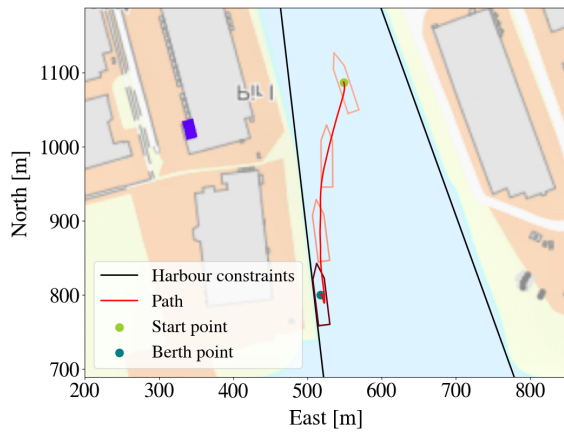 1100
1000
900
800
700
North [m]
Harbour constraints
Path
Start point
Berth point
200 300 400 500 600 700 800
East [m]